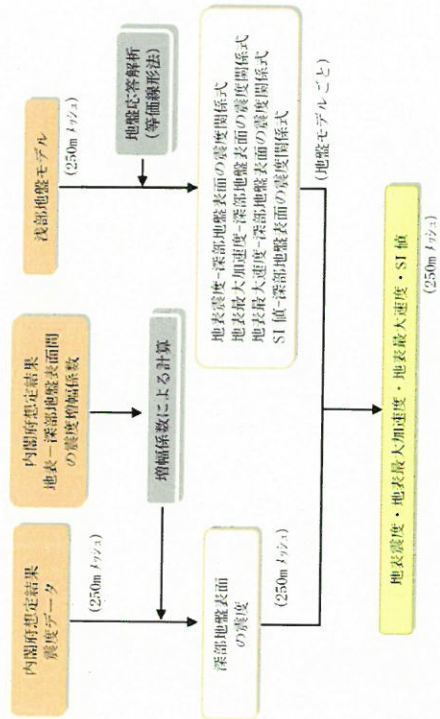 内閣府想定結果
震度データ
(250m メッシュ)
内閣府想定結果
地表－深部地盤表面間
の震度増幅係数
浅部地盤モデル
(250m メッシュ)
増幅係数による計算
地盤応答解析
(等価線形法)
深部地盤表面
の震度
(250m メッシュ)
地表震度-深部地盤表面の震度関係式
地表最大加速度-深部地盤表面の震度関係式
地表最大速度-深部地盤表面の震度関係式
SI 値-深部地盤表面の震度関係式
(地盤モデルごと)
地表震度・地表最大加速度・地表最大速度・SI 値
(250m メッシュ)